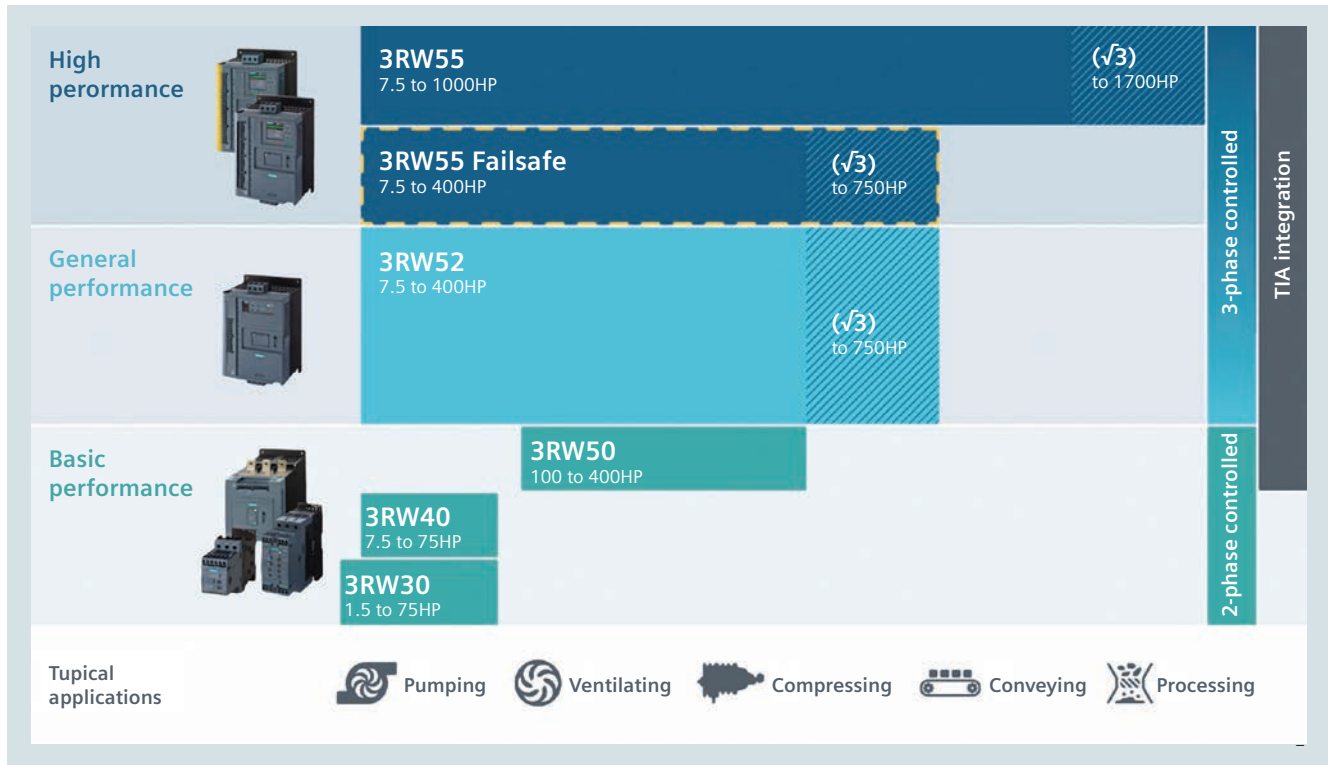 High
perormance
3RW55
7.5 to 1000HP
(√3)
to 1700HP
3RW55 Failsafe
7.5 to 400HP
(√3)
to 750HP
General
performance
3RW52
7.5 to 400HP
(√3)
to 750HP
Basic
performance
3RW50
100 to 400HP
3RW40
7.5 to 75HP
3RW30
1.5 to 75HP
3-phase controlled
2-phase controlled
TIA integration
Tupical
applications
Pumping
Ventilating
Compressing
Conveying
Processing